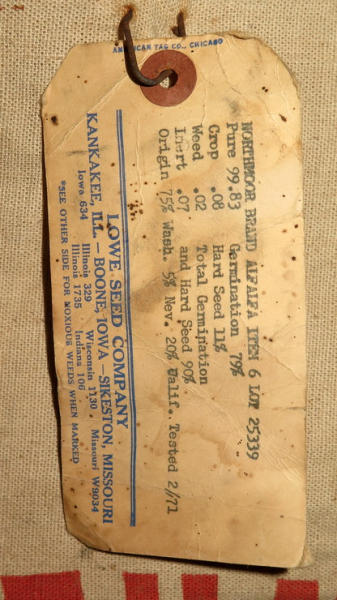 AMERICAN TAG CO., CHICAGO
NORTHMOOR BRAND ALFALFA ITEM 6 LOT 25339
Pure 99.83 Germination 79%
Crop .08 Hard Seed 11%
Weed .02 Total Germination
Inert .07 and Hard Seed 90%
Origin 75% Wash. 5% Nev. 20% Calif. Tested 2/71
LOWE SEED COMPANY
KANKAKEE, ILL. – BOONE, IOWA – SIKESTON, MISSOURI
Iowa 634 Illinois 329 Wisconsin 1130 Missouri W9034
Illinois 1735 Indiana 106
*SEE OTHER SIDE FOR NOXIOUS WEEDS WHEN MARKED